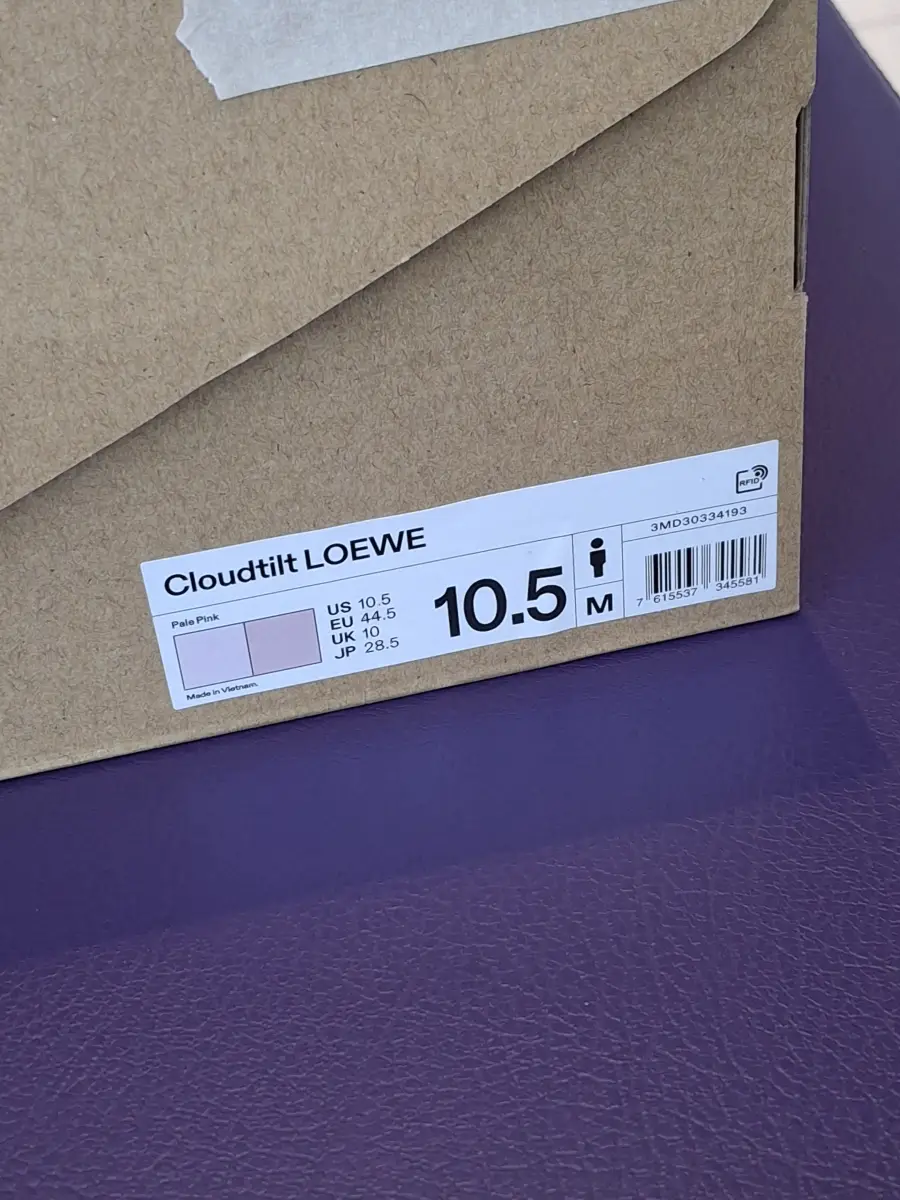 RFID
Cloudtilt LOEWE
3MD30334193
Pale Pink
US 10.5
EU 44.5
UK 10
JP 28.5
10.5
M
7 615537 345581
Made in Vietnam.